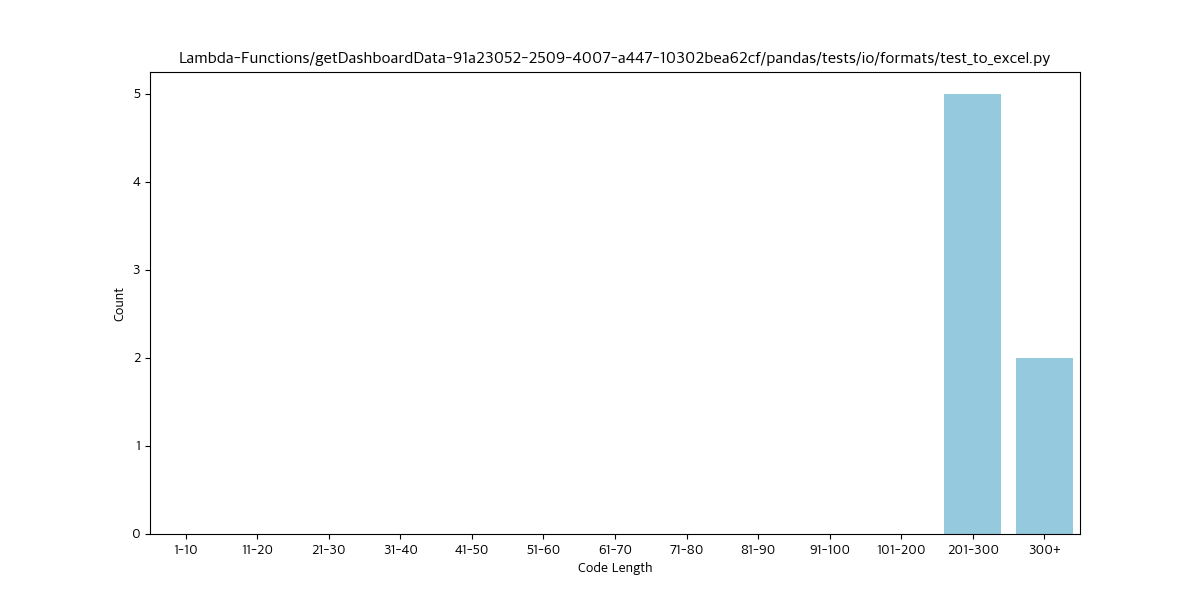 Lambda-Functions/getDashboardData-91a23052-2509-4007-a447-10302bea62cf/pandas/tests/io/formats/test_to_excel.py
5
4
3
2
1
0
Count
1-10 11-20 21-30 31-40 41-50 51-60 61-70 71-80 81-90 91-100 101-200 201-300 300+
Code Length